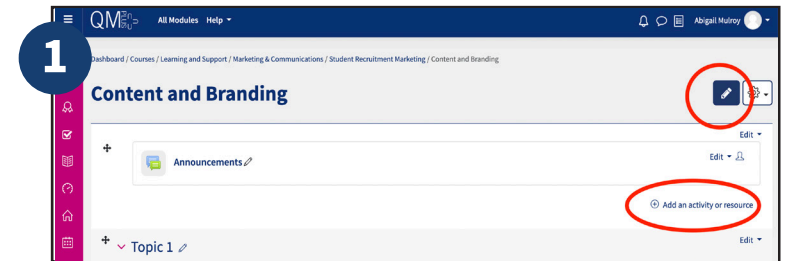 1
QM
All Modules Help
Abigail Mulroy
Dashboard / Courses / Learning and Support / Marketing & Communications / Student Recruitment Marketing / Content and Branding
Content and Branding
Edit
Announcements
Edit
Add an activity or resource
Topic 1
Edit